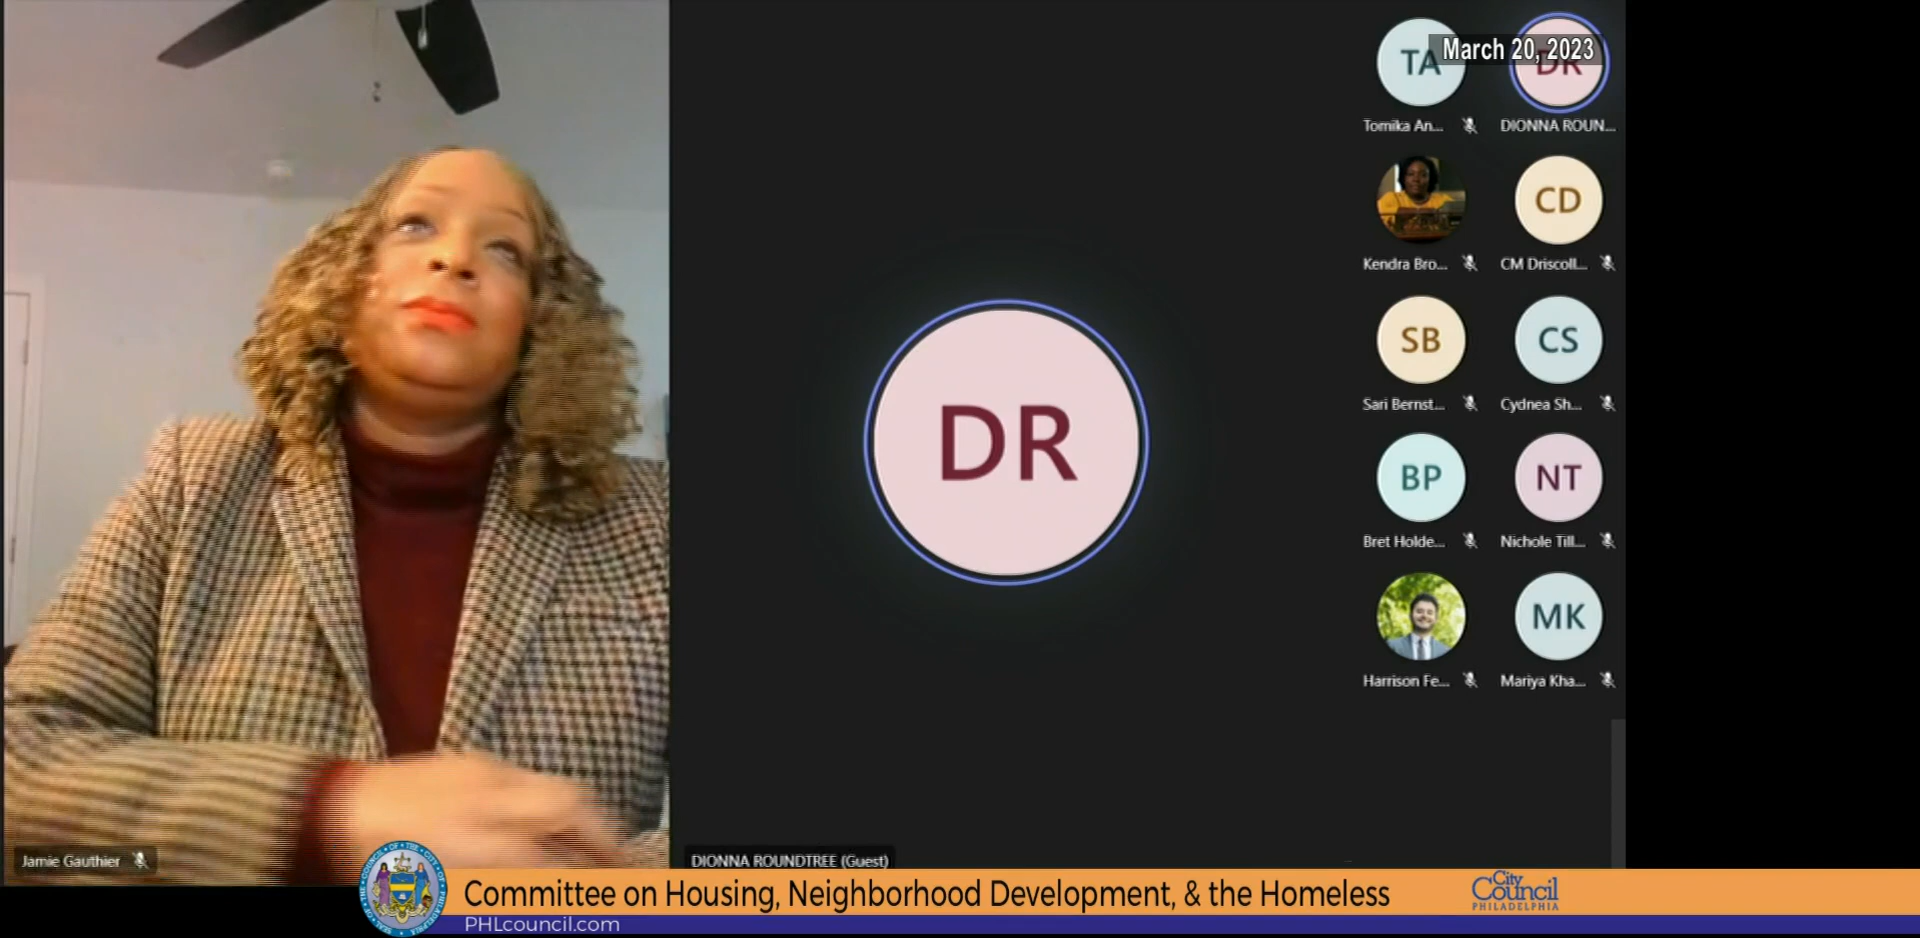 March 20, 2023
TA
DR
Tomika An...
DIONNA ROUN...
CD
Kendra Bro...
CM Driscoll...
SB
CS
Sari Bernst...
Cydnea Sh...
BP
NT
Bret Holde...
Nichole Till...
MK
Harrison Fe...
Mariya Kha...
DR
Jamie Gauthier
DIONNA ROUNDTREE (Guest)
Committee on Housing, Neighborhood Development, & the Homeless
City
Council
PHILADELPHIA
PHLcouncil.com